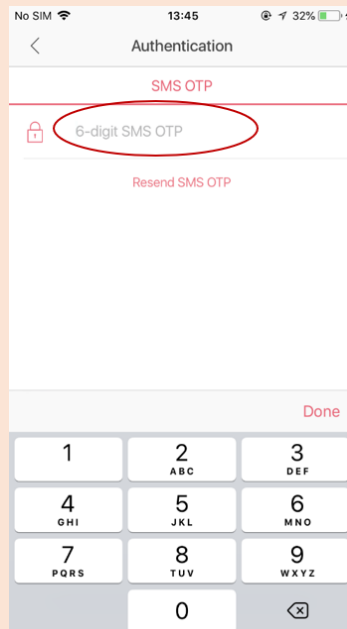 No SIM 13:45 32%
Authentication
SMS OTP
6-digit SMS OTP
Resend SMS OTP
Done
1 2 3
ABC DEF
4 5 6
GHI JKL MNO
7 8 9
PQRS TUV WXYZ
0